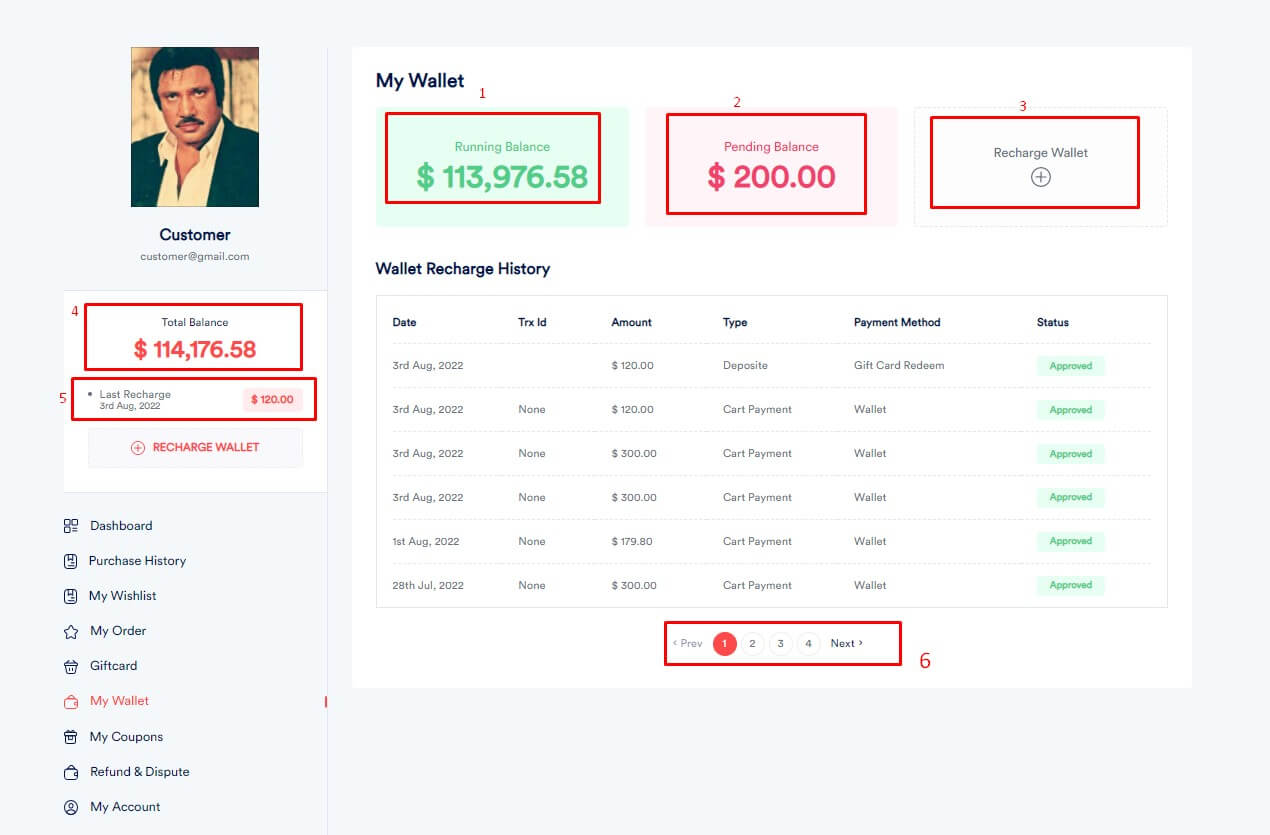 Customer
customer@gmail.com
4
Total Balance
$ 114,176.58
5
Last Recharge
3rd Aug, 2022
$ 120.00
RECHARGE WALLET
Dashboard
Purchase History
My Wishlist
My Order
Giftcard
My Wallet
My Coupons
Refund & Dispute
My Account
My Wallet
1
Running Balance
$ 113,976.58
2
Pending Balance
$ 200.00
3
Recharge Wallet
Wallet Recharge History
Date Trx Id Amount Type Payment Method Status
3rd Aug, 2022 $ 120.00 Deposite Gift Card Redeem Approved
3rd Aug, 2022 None $ 120.00 Cart Payment Wallet Approved
3rd Aug, 2022 None $ 300.00 Cart Payment Wallet Approved
3rd Aug, 2022 None $ 300.00 Cart Payment Wallet Approved
1st Aug, 2022 None $ 179.80 Cart Payment Wallet Approved
28th Jul, 2022 None $ 300.00 Cart Payment Wallet Approved
‹ Prev 1 2 3 4 Next ›
6